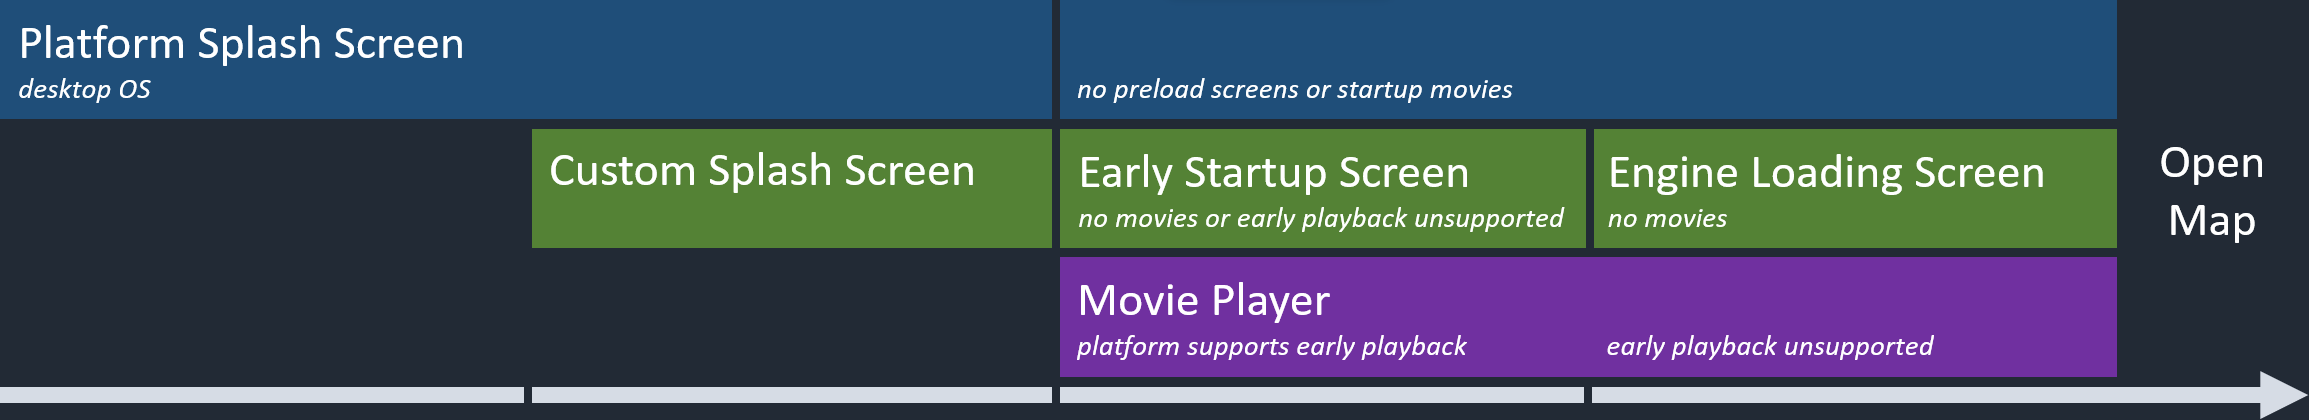 Platform Splash Screen
desktop OS
no preload screens or startup movies
Custom Splash Screen
Early Startup Screen
no movies or early playback unsupported
Engine Loading Screen
no movies
Open
Map
Movie Player
platform supports early playback
early playback unsupported